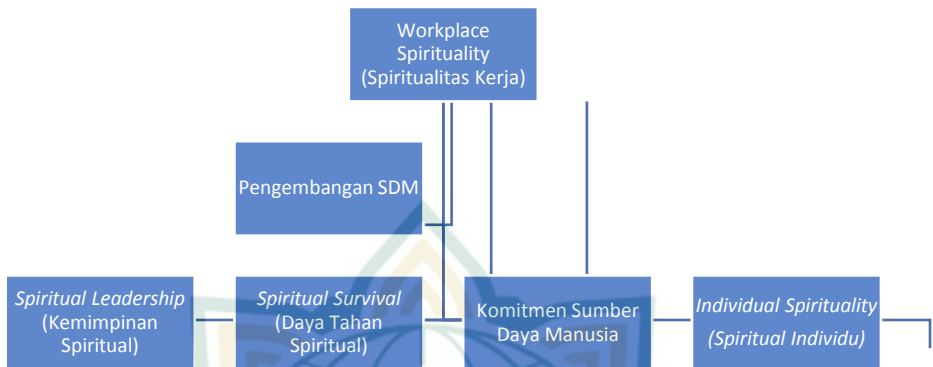 Workplace
Spirituality
(Spiritualitas Kerja)
Pengembangan SDM
Spiritual Leadership
(Kemimpinan
Spiritual)
Spiritual Survival
(Daya Tahan
Spiritual)
Komitmen Sumber
Daya Manusia
Individual Spirituality
(Spiritual Individu)